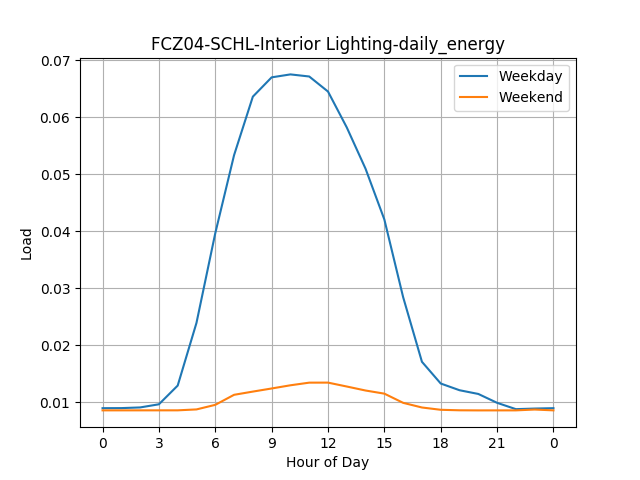 FCZ04-SCHL-Interior Lighting-daily_energy
Weekday
Weekend
0.07
0.06
0.05
0.04
0.03
0.02
0.01
Load
0 3 6 9 12 15 18 21 0
Hour of Day